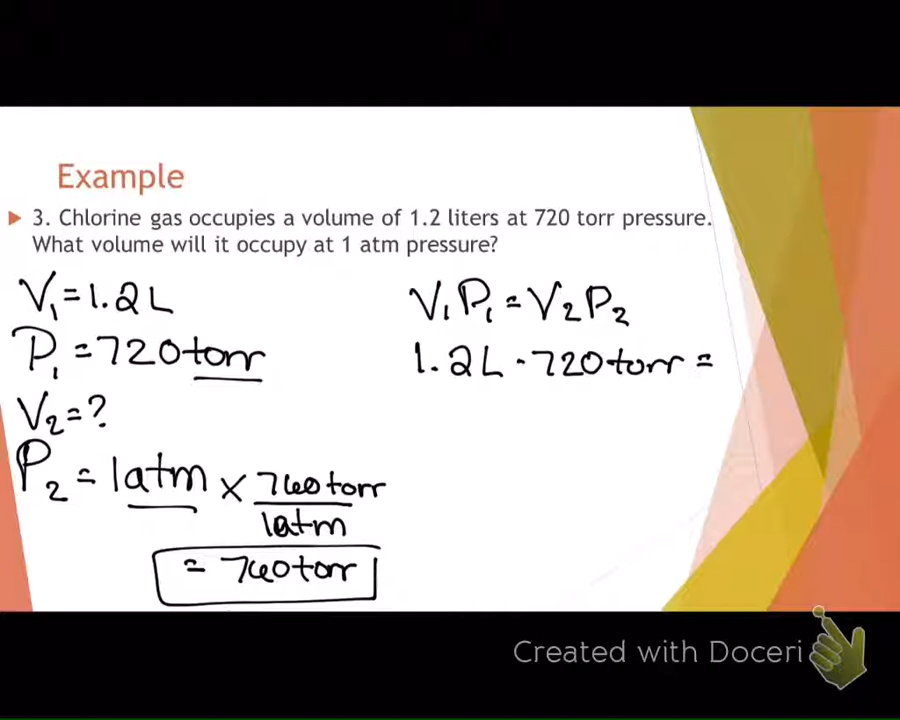 Example
3. Chlorine gas occupies a volume of 1.2 liters at 720 torr pressure.
What volume will it occupy at 1 atm pressure?
V₁ = 1.2 L
P₁ = 720 torr
V₂ = ?
P₂ = 1 atm × 760 torr
1 atm
= 760 torr
V₁P₁ = V₂P₂
1.2 L · 720 torr =
Created with Doceri